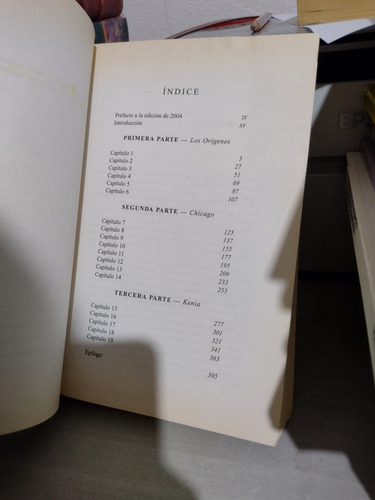 ÍNDICE
Prefacio a la edición de 2004 IX
Introducción XV
PRIMERA PARTE — Los Orígenes
Capítulo 1 3
Capítulo 2 27
Capítulo 3 51
Capítulo 4 69
Capítulo 5 87
Capítulo 6 107
SEGUNDA PARTE — Chicago
Capítulo 7 125
Capítulo 8 137
Capítulo 9 155
Capítulo 10 177
Capítulo 11 195
Capítulo 12 209
Capítulo 13 233
Capítulo 14 253
TERCERA PARTE — Kenia
Capítulo 15 277
Capítulo 16 301
Capítulo 17 321
Capítulo 18 341
Capítulo 19 363
Epílogo 395